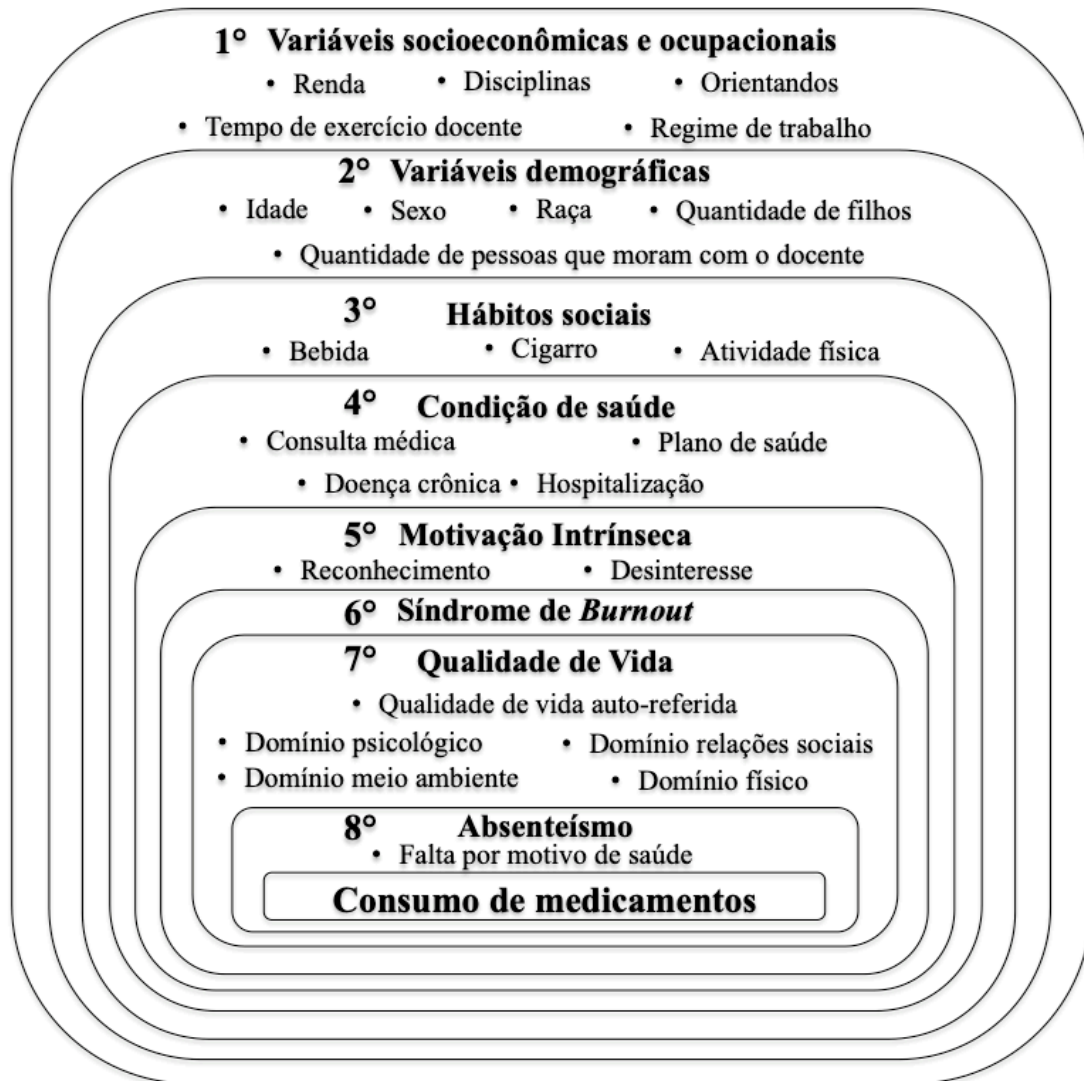 1° Variáveis socioeconômicas e ocupacionais
• Renda • Disciplinas • Orientandos
• Tempo de exercício docente • Regime de trabalho
2° Variáveis demográficas
• Idade • Sexo • Raça • Quantidade de filhos
• Quantidade de pessoas que moram com o docente
3° Hábitos sociais
• Bebida • Cigarro • Atividade física
4° Condição de saúde
• Consulta médica • Plano de saúde
• Doença crônica • Hospitalização
5° Motivação Intrínseca
• Reconhecimento • Desinteresse
6° Síndrome de Burnout
7° Qualidade de Vida
• Qualidade de vida auto-referida
• Domínio psicológico • Domínio relações sociais
• Domínio meio ambiente • Domínio físico
8° Absenteísmo
• Falta por motivo de saúde
Consumo de medicamentos